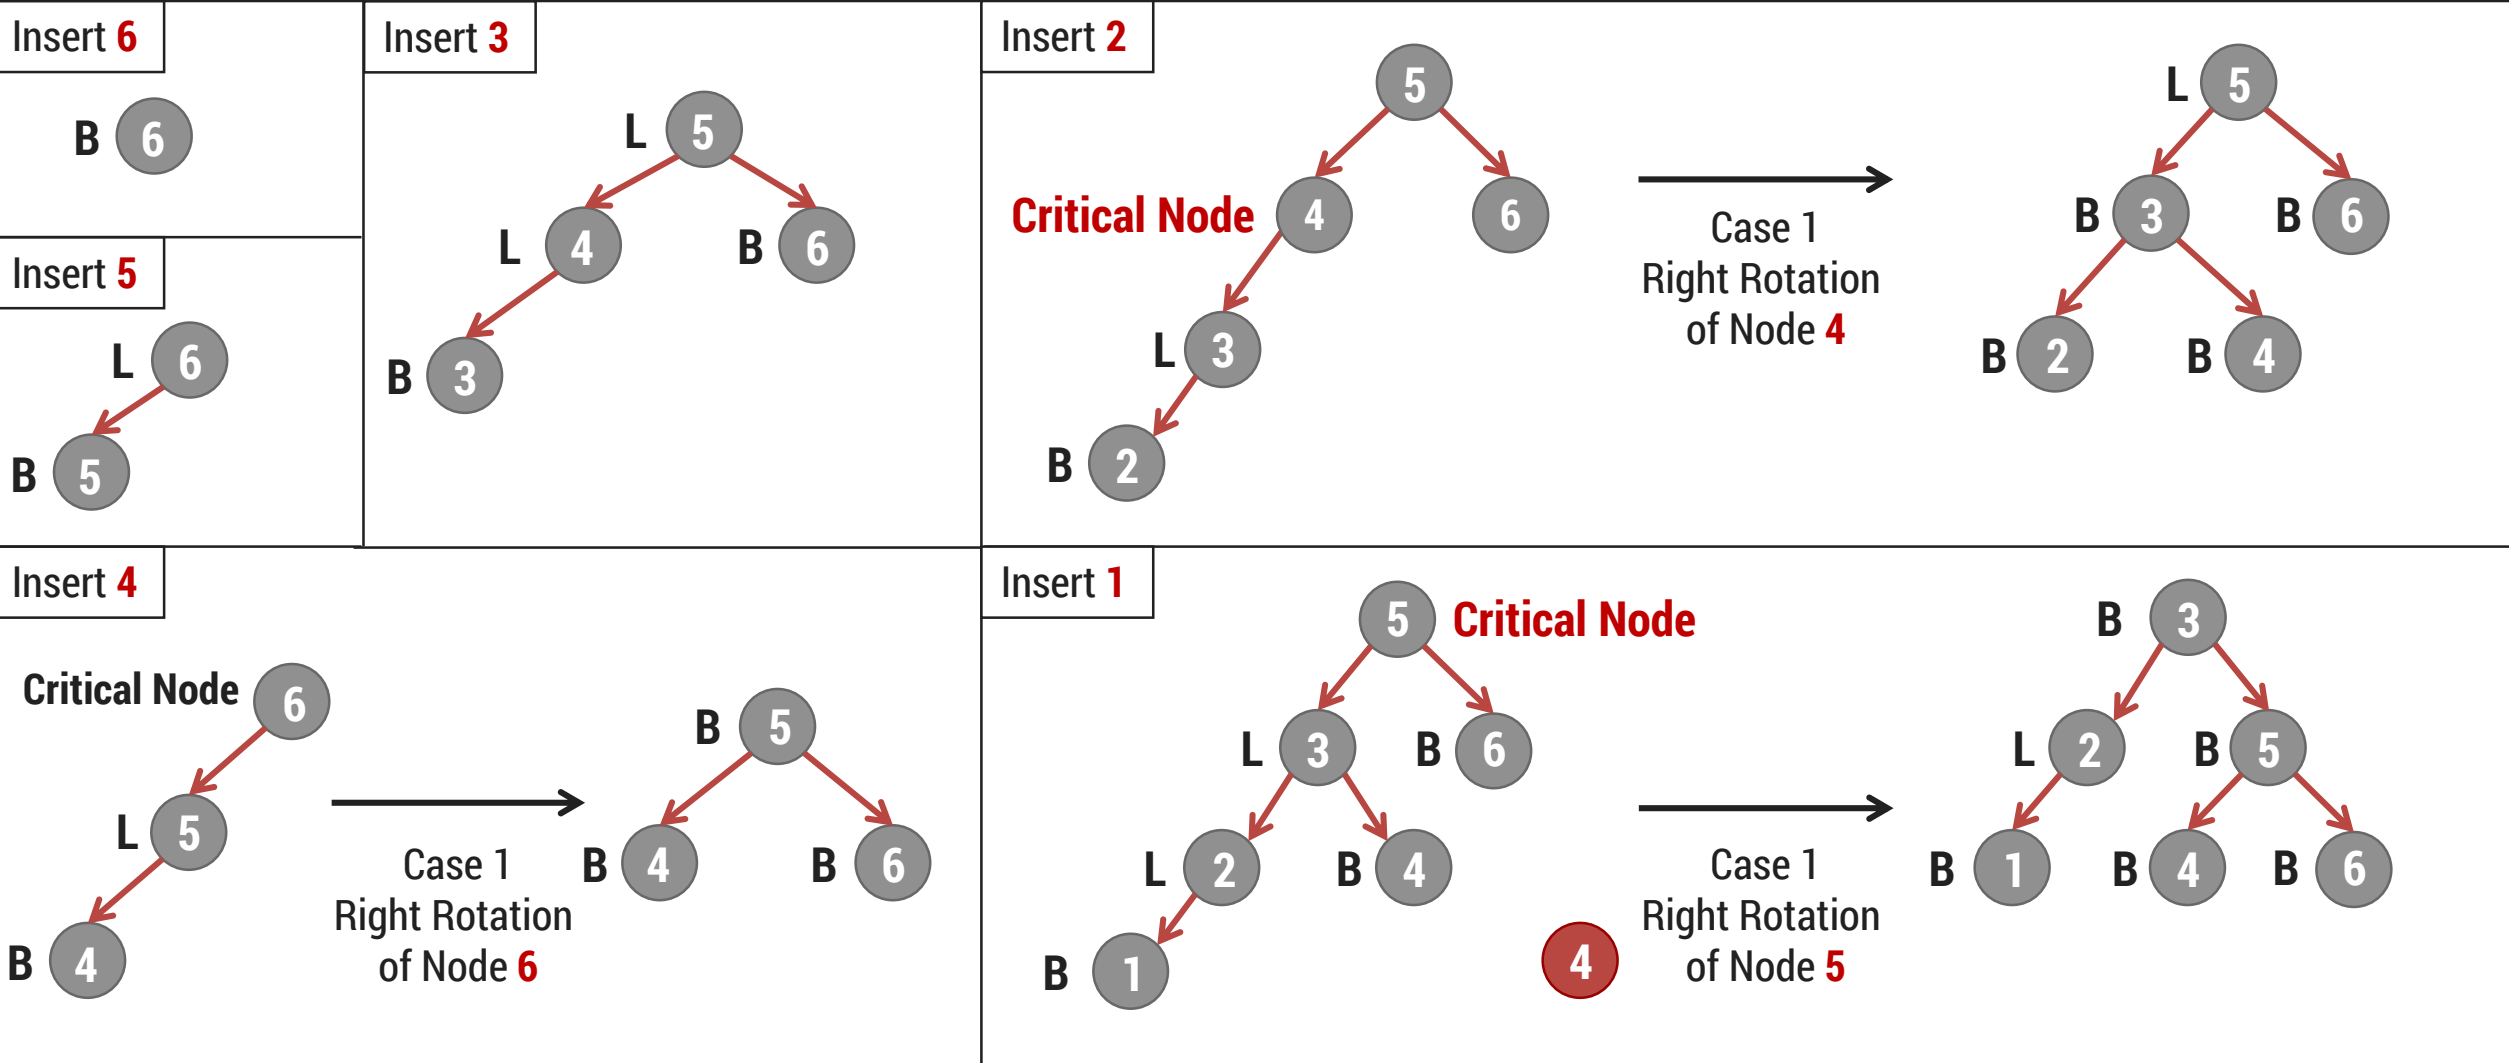 Insert 6
B 6
Insert 5
L 6
B 5
Insert 4
Critical Node 6
L 5
B 4
Case 1
Right Rotation
of Node 6
B 5
B 4 B 6
Insert 3
L 5
L 4 B 6
B 3
Insert 2
5
Critical Node 4 6
L 3
B 2
Case 1
Right Rotation
of Node 4
L 5
B 3 B 6
B 2 B 4
Insert 1
5 Critical Node
L 3 B 6
L 2 B 4
B 1
4
Case 1
Right Rotation
of Node 5
B 3
L 2 B 5
B 1 B 4 B 6